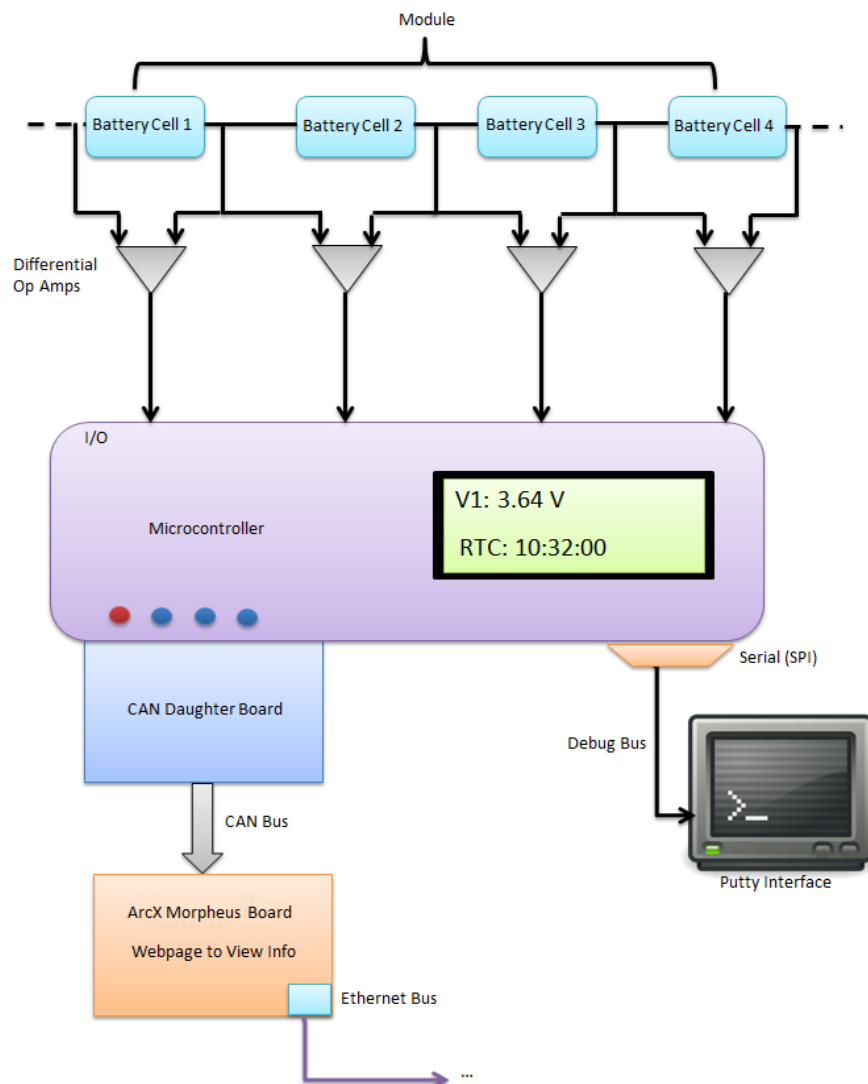 Module
Battery Cell 1
Battery Cell 2
Battery Cell 3
Battery Cell 4
Differential
Op Amps
I/O
Microcontroller
V1: 3.64 V
RTC: 10:32:00
Serial (SPI)
CAN Daughter Board
Debug Bus
CAN Bus
>_
Putty Interface
ArcX Morpheus Board
Webpage to View Info
Ethernet Bus
...